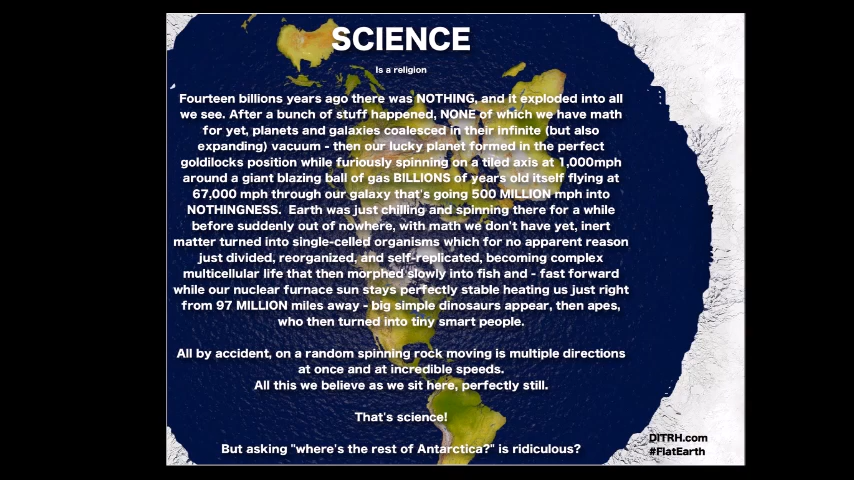 SCIENCE
Is a religion
Fourteen billions years ago there was NOTHING, and it exploded into all
we see. After a bunch of stuff happened, NONE of which we have math
for yet, planets and galaxies coalesced in their infinite (but also
expanding) vacuum - then our lucky planet formed in the perfect
goldilocks position while furiously spinning on a tiled axis at 1,000mph
around a giant blazing ball of gas BILLIONS of years old itself flying at
67,000 mph through our galaxy that's going 500 MILLION mph into
NOTHINGNESS. Earth was just chilling and spinning there for a while
before suddenly out of nowhere, with math we don't have yet, inert
matter turned into single-celled organisms which for no apparent reason
just divided, reorganized, and self-replicated, becoming complex
multicellular life that then morphed slowly into fish and - fast forward
while our nuclear furnace sun stays perfectly stable heating us just right
from 97 MILLION miles away - big simple dinosaurs appear, then apes,
who then turned into tiny smart people.
All by accident, on a random spinning rock moving is multiple directions
at once and at incredible speeds.
All this we believe as we sit here, perfectly still.
That's science!
But asking "where's the rest of Antarctica?" is ridiculous?
DITRH.com
#FlatEarth